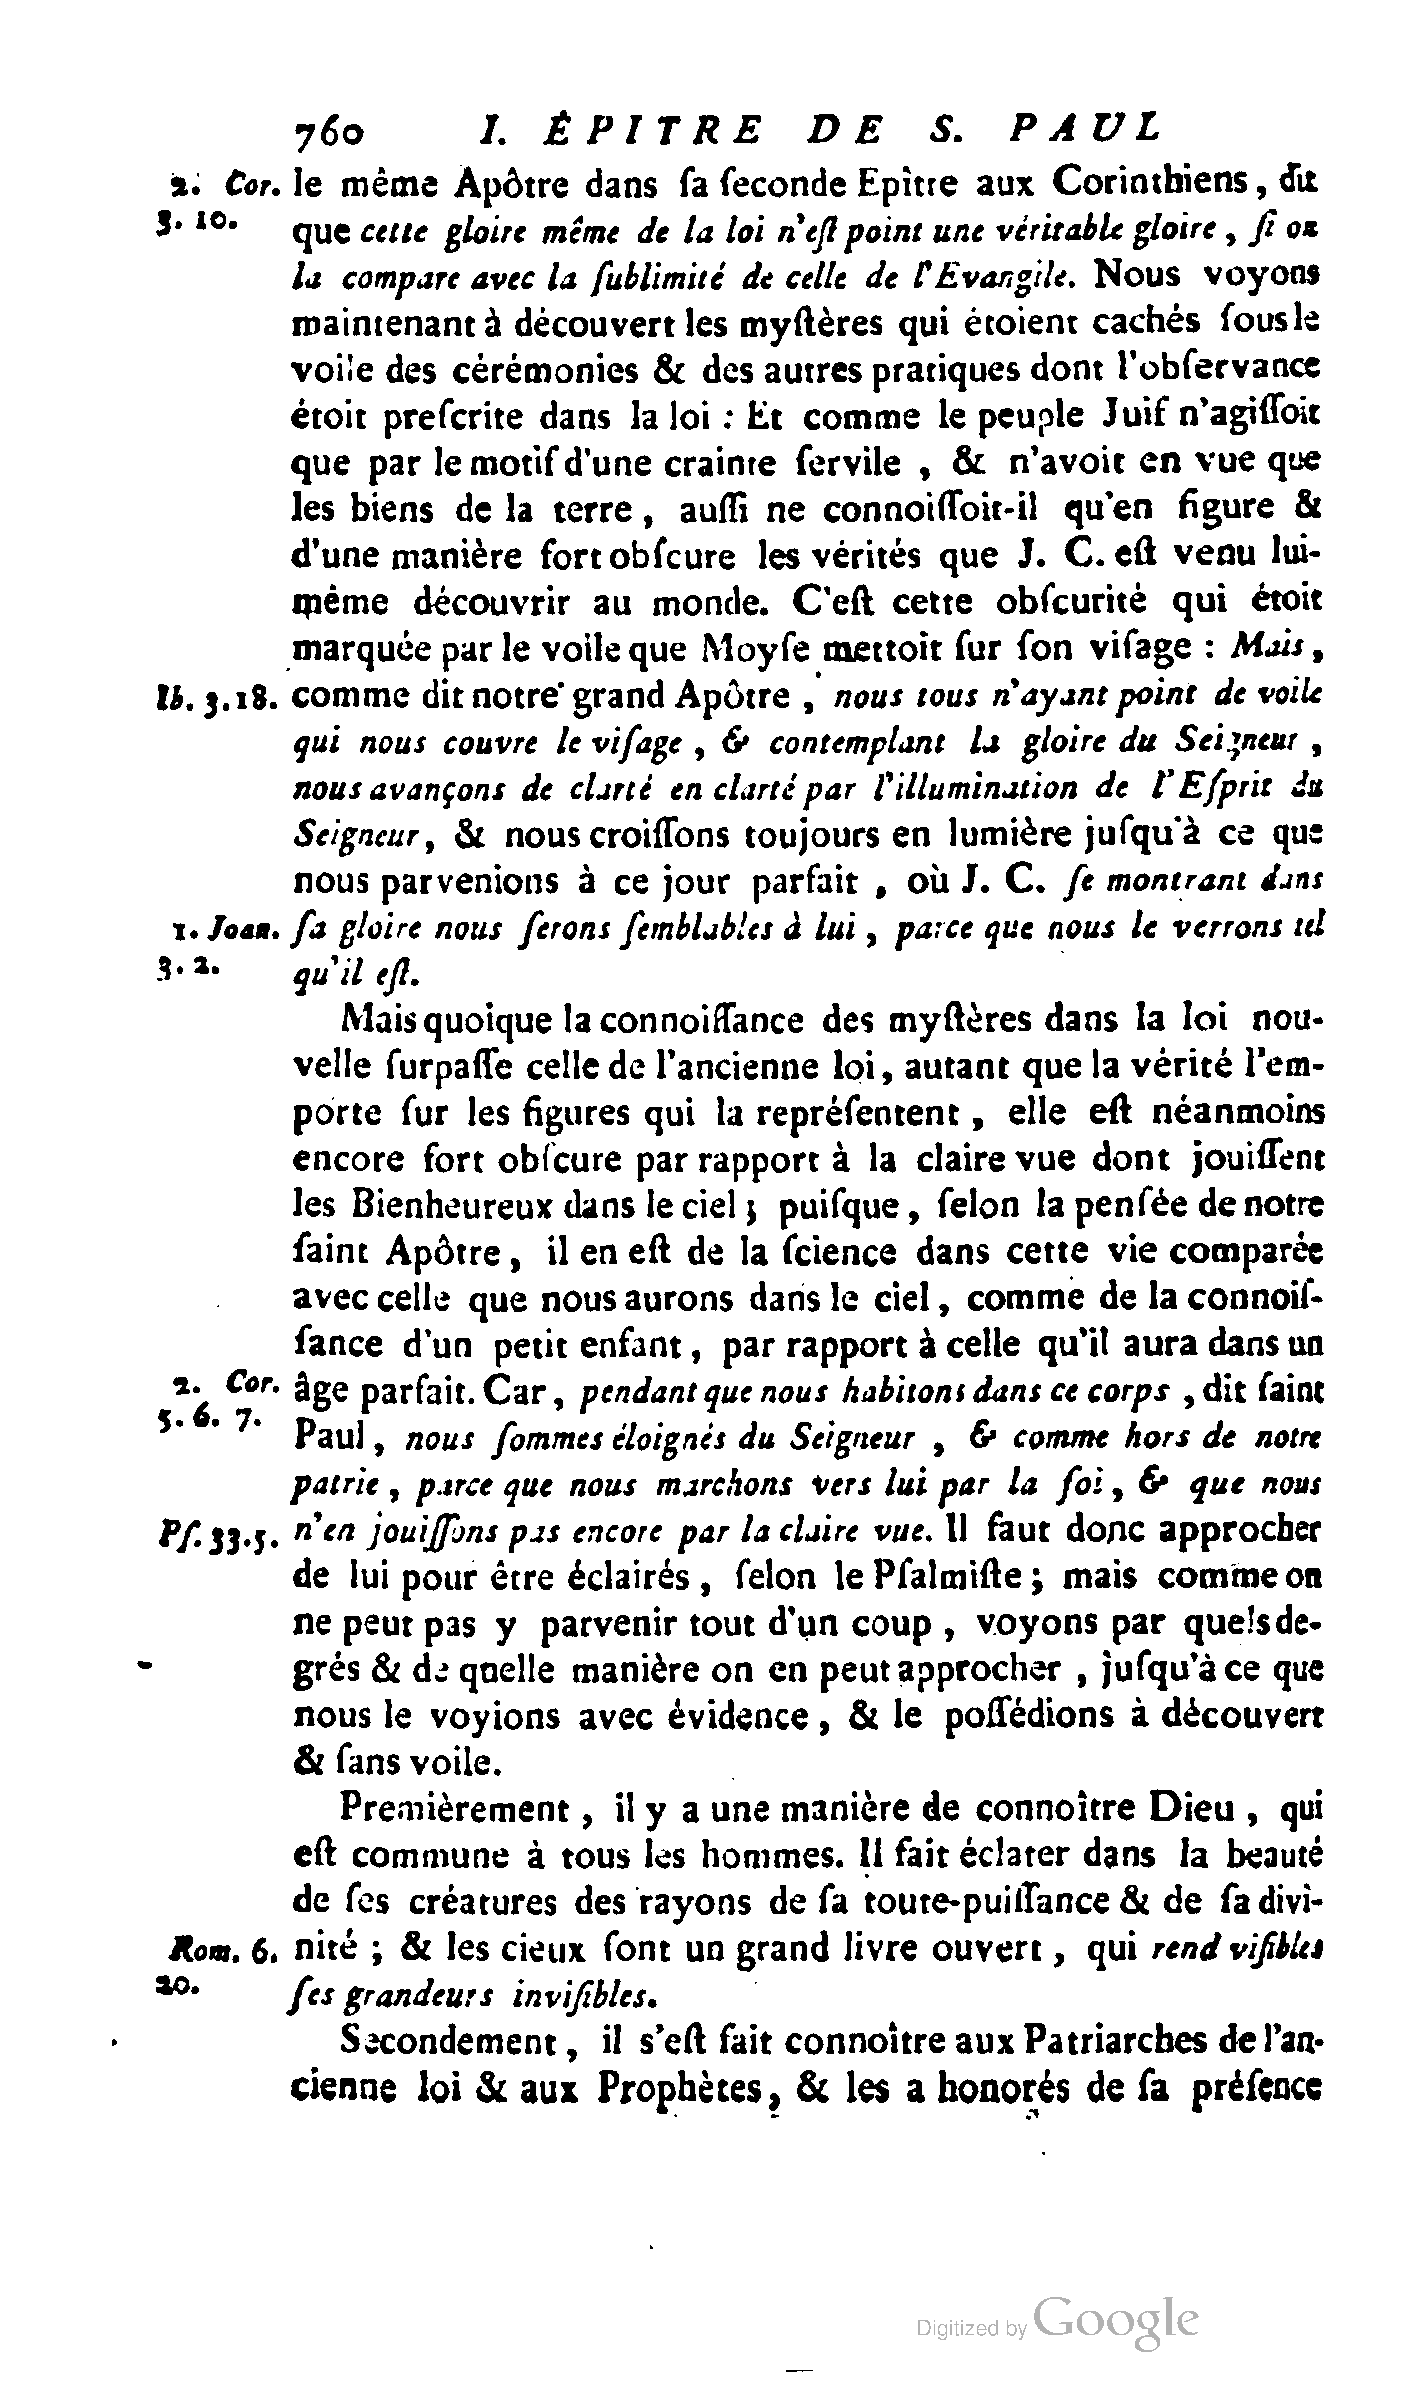 760 I. ÉPITRE DE S. PAUL
2. Cor. le même Apôtre dans ſa ſeconde Epître aux Corinthiens, dit
3. 10. que cette gloire même de la loi n'eſt point une véritable gloire, ſi on
la compare avec la ſublimité de celle de l'Evangile. Nous voyons
maintenant à découvert les myſtères qui étoient cachés ſous le
voile des cérémonies & des autres pratiques dont l'obſervance
étoit preſcrite dans la loi : Et comme le peuple Juif n'agiſſoit
que par le motif d'une crainte ſervile, & n'avoit en vue que
les biens de la terre, auſſi ne connoiſſoit-il qu'en figure &
d'une manière fort obſcure les vérités que J. C. eſt venu lui-
même découvrir au monde. C'eſt cette obſcurité qui étoit
marquée par le voile que Moyſe mettoit ſur ſon viſage : Mais,
Ib. 3.18. comme dit notre grand Apôtre, nous tous n'ayant point de voile
qui nous couvre le viſage, & contemplant la gloire du Seigneur,
nous avançons de clarté en clarté par l'illumination de l'Eſprit du
Seigneur, & nous croiſſons toujours en lumière juſqu'à ce que
nous parvenions à ce jour parfait, où J. C. ſe montrant dans
1. Joan. ſa gloire nous ſerons ſemblables à lui, parce que nous le verrons tel
3. 2. qu'il eſt.
Mais quoique la connoiſſance des myſtères dans la loi nou-
velle ſurpaſſe celle de l'ancienne loi, autant que la vérité l'em-
porte ſur les figures qui la repréſentent, elle eſt néanmoins
encore fort obſcure par rapport à la claire vue dont jouiſſent
les Bienheureux dans le ciel; puiſque, ſelon la penſée de notre
ſaint Apôtre, il en eſt de la ſcience dans cette vie comparée
avec celle que nous aurons dans le ciel, comme de la connoiſ-
ſance d'un petit enfant, par rapport à celle qu'il aura dans un
2. Cor. âge parfait. Car, pendant que nous habitons dans ce corps, dit ſaint
5. 6. 7. Paul, nous ſommes éloignés du Seigneur, & comme hors de notre
patrie, parce que nous marchons vers lui par la foi, & que nous
Pſ. 33.5. n'en jouiſſons pas encore par la claire vue. Il faut donc approcher
de lui pour être éclairés, ſelon le Pſalmiſte; mais comme on
ne peut pas y parvenir tout d'un coup, voyons par quels de-
grés & de quelle manière on en peut approcher, juſqu'à ce que
nous le voyions avec évidence, & le poſſédions à découvert
& ſans voile.
Premièrement, il y a une manière de connoître Dieu, qui
eſt commune à tous les hommes. Il fait éclater dans la beauté
de ſes créatures des rayons de ſa toute-puiſſance & de ſa divi-
Rom. 6. nité; & les cieux ſont un grand livre ouvert, qui rend viſibles
20. ſes grandeurs inviſibles.
Secondement, il s'eſt fait connoître aux Patriarches de l'an-
cienne loi & aux Prophètes, & les a honorés de ſa préſence
Digitized by Google